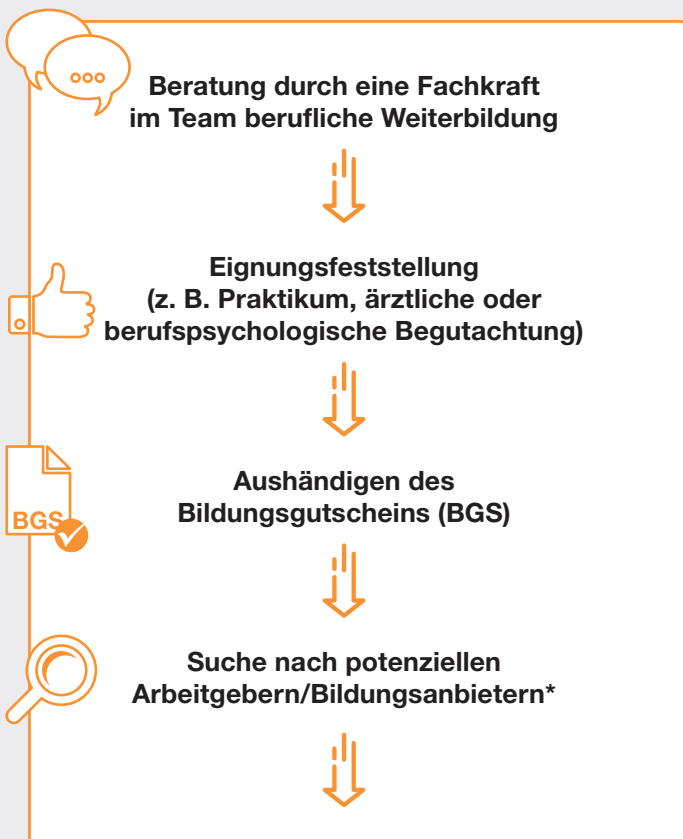 Beratung durch eine Fachkraft
im Team berufliche Weiterbildung
Eignungsfeststellung
(z. B. Praktikum, ärztliche oder
berufspsychologische Begutachtung)
Aushändigen des
Bildungsgutscheins (BGS)
BGS
Suche nach potenziellen
Arbeitgebern/Bildungsanbietern*